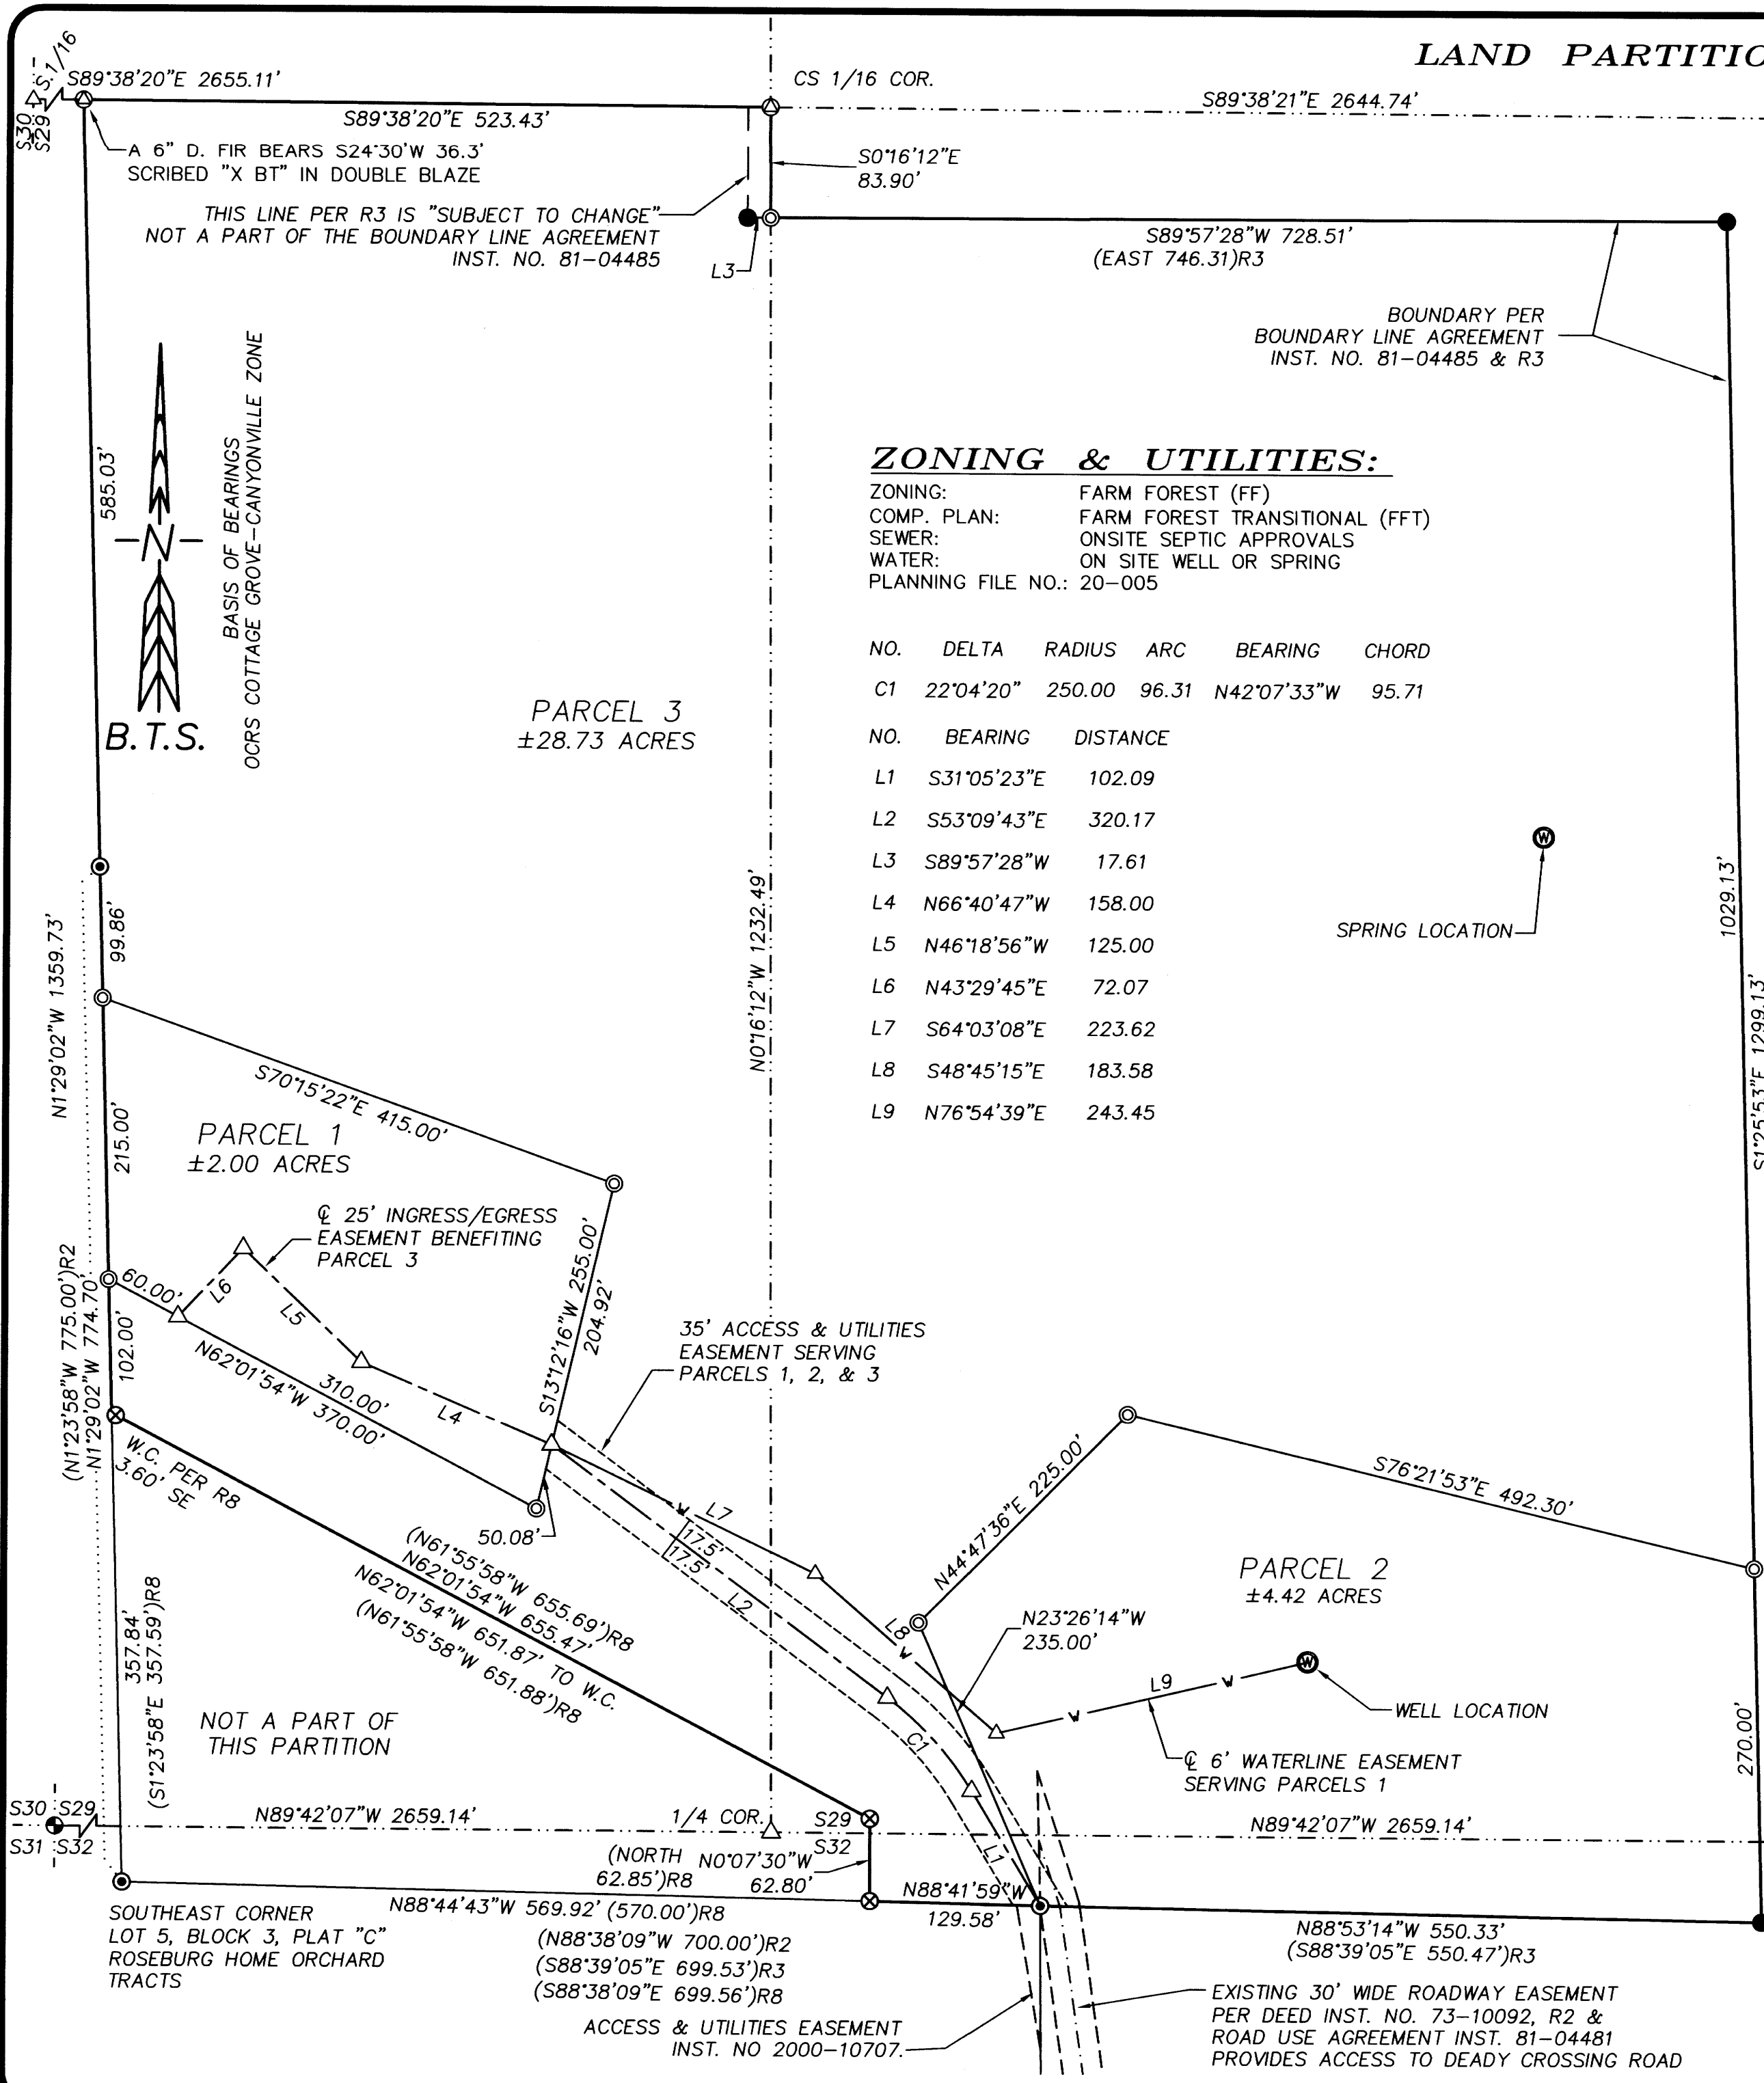 LAND PARTITIO
S.1/16
S30
S29
S89°38'20"E 2655.11'
CS 1/16 COR.
S89°38'21"E 2644.74'
S89°38'20"E 523.43'
A 6" D. FIR BEARS S24°30'W 36.3'
SCRIBED "X BT" IN DOUBLE BLAZE
S0°16'12"E
83.90'
THIS LINE PER R3 IS "SUBJECT TO CHANGE"
NOT A PART OF THE BOUNDARY LINE AGREEMENT
INST. NO. 81-04485
L3
S89°57'28"W 728.51'
(EAST 746.31)R3
BOUNDARY PER
BOUNDARY LINE AGREEMENT
INST. NO. 81-04485 & R3
585.03'
N
B.T.S.
BASIS OF BEARINGS
OCRS COTTAGE GROVE-CANYONVILLE ZONE
ZONING & UTILITIES:
ZONING: FARM FOREST (FF)
COMP. PLAN: FARM FOREST TRANSITIONAL (FFT)
SEWER: ONSITE SEPTIC APPROVALS
WATER: ON SITE WELL OR SPRING
PLANNING FILE NO.: 20-005
NO. DELTA RADIUS ARC BEARING CHORD
C1 22°04'20" 250.00 96.31 N42°07'33"W 95.71
NO. BEARING DISTANCE
L1 S31°05'23"E 102.09
L2 S53°09'43"E 320.17
L3 S89°57'28"W 17.61
L4 N66°40'47"W 158.00
L5 N46°18'56"W 125.00
L6 N43°29'45"E 72.07
L7 S64°03'08"E 223.62
L8 S48°45'15"E 183.58
L9 N76°54'39"E 243.45
PARCEL 3
±28.73 ACRES
W
SPRING LOCATION
1029.13'
S1°25'53"E 1299.13'
N0°16'12"W 1232.49'
99.86'
N1°29'02"W 1359.73'
S70°15'22"E 415.00'
215.00'
PARCEL 1
±2.00 ACRES
℄ 25' INGRESS/EGRESS
EASEMENT BENEFITING
PARCEL 3
60.00'
L6
L5
L4
S13°12'16"W 255.00'
204.92'
N62°01'54"W 370.00'
310.00'
102.00'
(N1°23'58"W 775.00')R2
N1°29'02"W 774.70'
35' ACCESS & UTILITIES
EASEMENT SERVING
PARCELS 1, 2, & 3
W.C. PER R8
3.60' SE
50.08'
W
L7
17.5'
17.5'
L2
L8
W
N44°47'36"E 225.00'
S76°21'53"E 492.30'
PARCEL 2
±4.42 ACRES
N23°26'14"W
235.00'
(N61°55'58"W 655.69')R8
N62°01'54"W 655.47'
N62°01'54"W 651.87' TO W.C.
(N61°55'58"W 651.88')R8
357.84'
(S1°23'58"E 357.59')R8
NOT A PART OF
THIS PARTITION
W
L9
W
W
WELL LOCATION
℄ 6' WATERLINE EASEMENT
SERVING PARCELS 1
270.00'
C1
L1
S30 S29
S31 S32
N89°42'07"W 2659.14'
1/4 COR.
S29
S32
N89°42'07"W 2659.14'
(NORTH
62.85')R8
N0°07'30"W
62.80'
N88°41'59"W
129.58'
N88°44'43"W 569.92' (570.00')R8
(N88°38'09"W 700.00')R2
(S88°39'05"E 699.53')R3
(S88°38'09"E 699.56')R8
SOUTHEAST CORNER
LOT 5, BLOCK 3, PLAT "C"
ROSEBURG HOME ORCHARD
TRACTS
N88°53'14"W 550.33'
(S88°39'05"E 550.47')R3
ACCESS & UTILITIES EASEMENT
INST. NO 2000-10707.
EXISTING 30' WIDE ROADWAY EASEMENT
PER DEED INST. NO. 73-10092, R2 &
ROAD USE AGREEMENT INST. 81-04481
PROVIDES ACCESS TO DEADY CROSSING ROAD